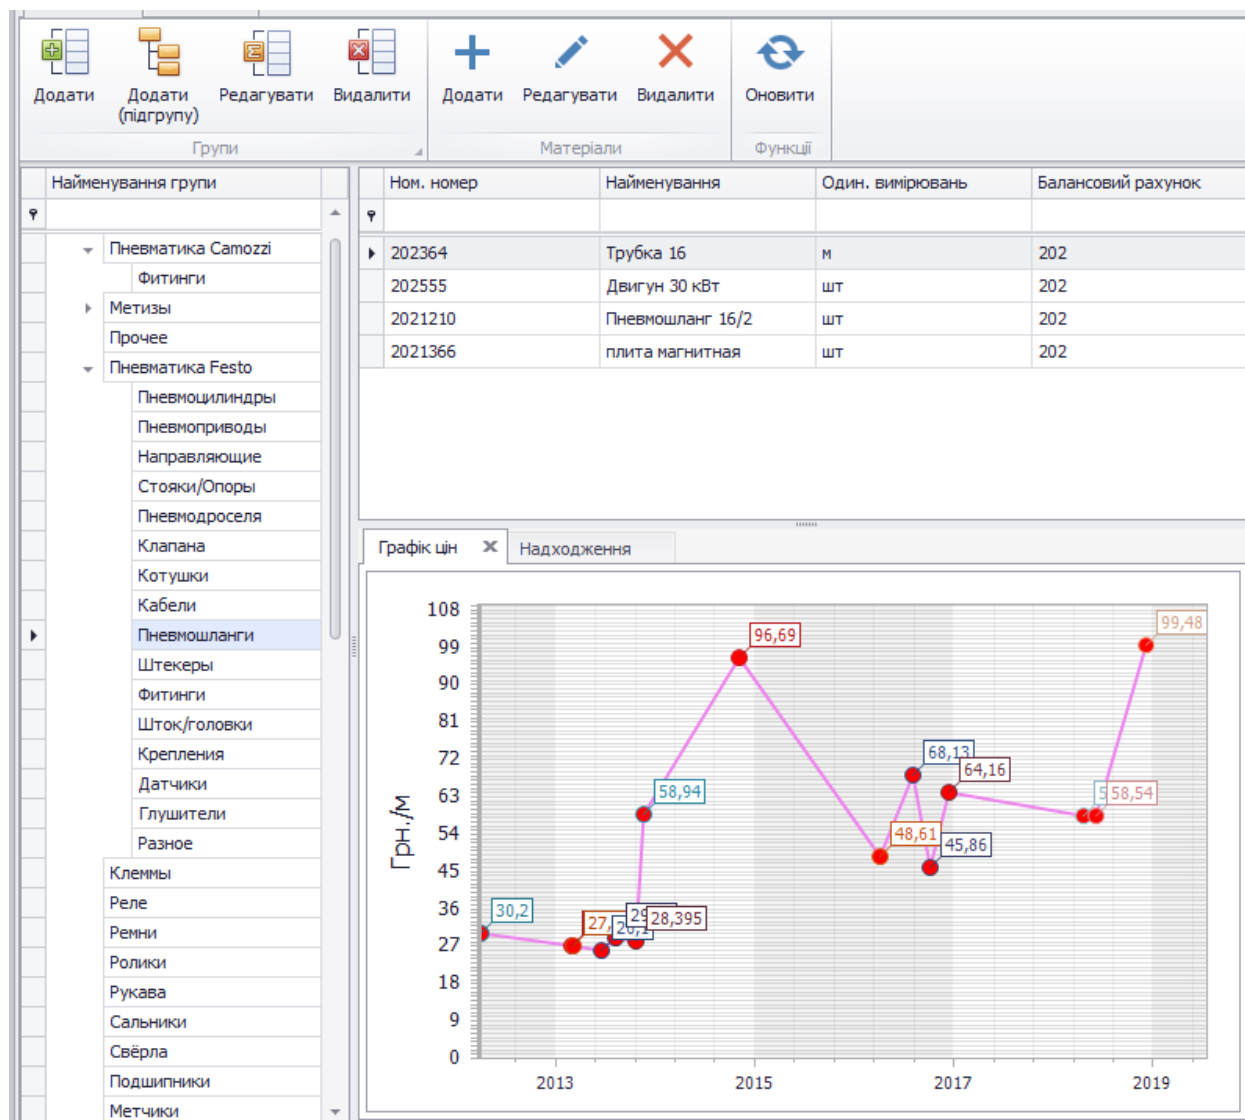 Додати
Додати
(підгрупу)
Редагувати
Видалити
Додати
Редагувати
Видалити
Оновити
Групи
Матеріали
Функції
Найменування групи
Пневматика Camozzi
Фитинги
Метизы
Прочее
Пневматика Festo
Пневмоцилиндры
Пневмоприводы
Направляющие
Стояки/Опоры
Пневмодроселя
Клапана
Котушки
Кабели
Пневмошланги
Штекеры
Фитинги
Шток/головки
Крепления
Датчики
Глушители
Разное
Клеммы
Реле
Ремни
Ролики
Рукава
Сальники
Свёрла
Подшипники
Метчики
Ном. номер Найменування Один. вимірювань Балансовий рахунок
202364 Трубка 16 м 202
202555 Двигун 30 кВт шт 202
2021210 Пневмошланг 16/2 шт 202
2021366 плита магнитная шт 202
Графік цін Надходження
Грн./м
108
99
90
81
72
63
54
45
36
27
18
9
0
30,2
28,395
58,94
96,69
48,61
68,13
45,86
64,16
58,54
99,48
2013 2015 2017 2019